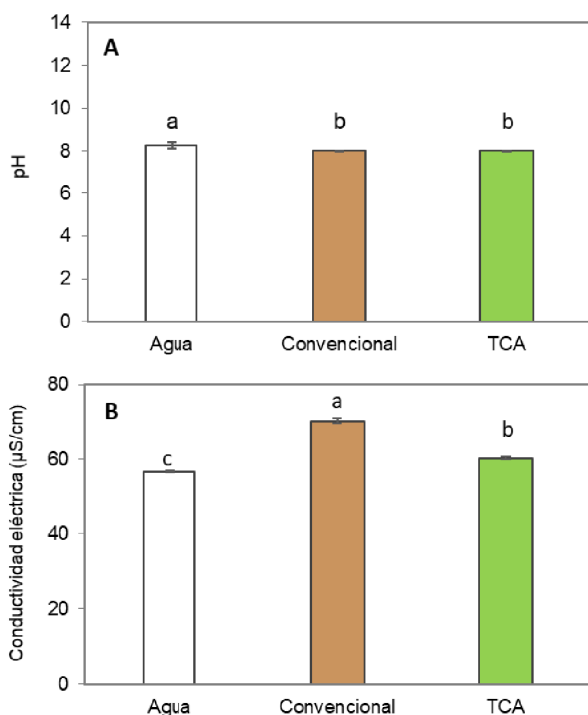 A
14
12
10
8
6
4
2
0
pH
a
b
b
Agua
Convencional
TCA
B
80
60
40
20
0
Conductividad eléctrica (µS/cm)
c
a
b
Agua
Convencional
TCA